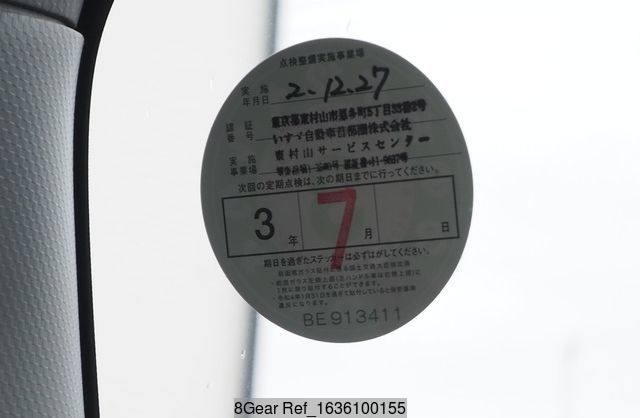 点検整備実施事業場
実施
年月日 2.12.27
認証
番号
東京都東村山市恩多町5丁目33番2号
いすゞ自動車首都圏株式会社
実施
事業場
東村山サービスセンター
次回の定期点検は、次の期日までに行ってください。
3年 7月 日
期日を過ぎたステッカーは必ずはがしてください。
BE913411
8Gear Ref_1636100155